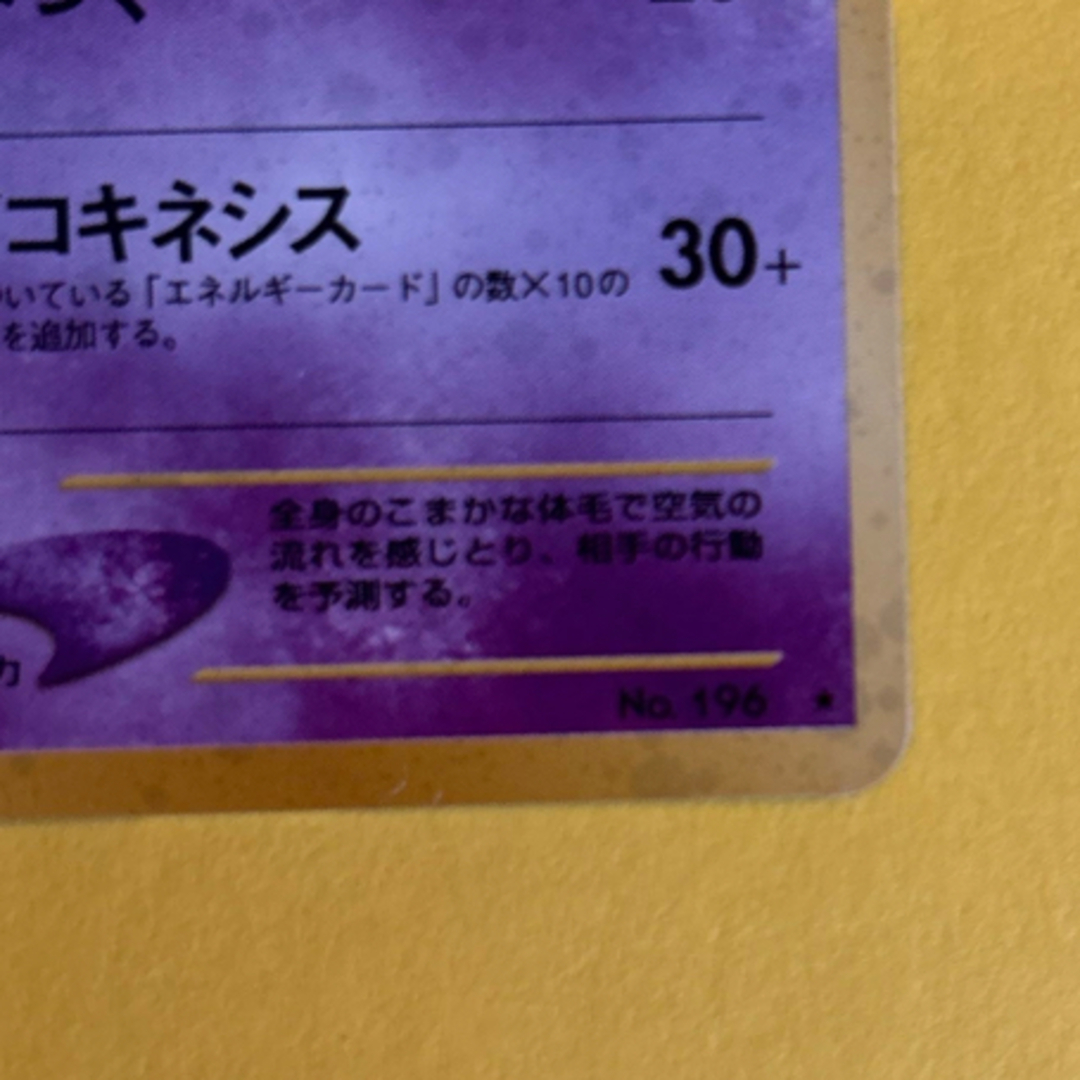 コキネシス
30+
いている「エネルギーカード」の数×10の
を追加する。
全身のこまかな体毛で空気の
流れを感じとり、相手の行動
を予測する。
力
No. 196 ★